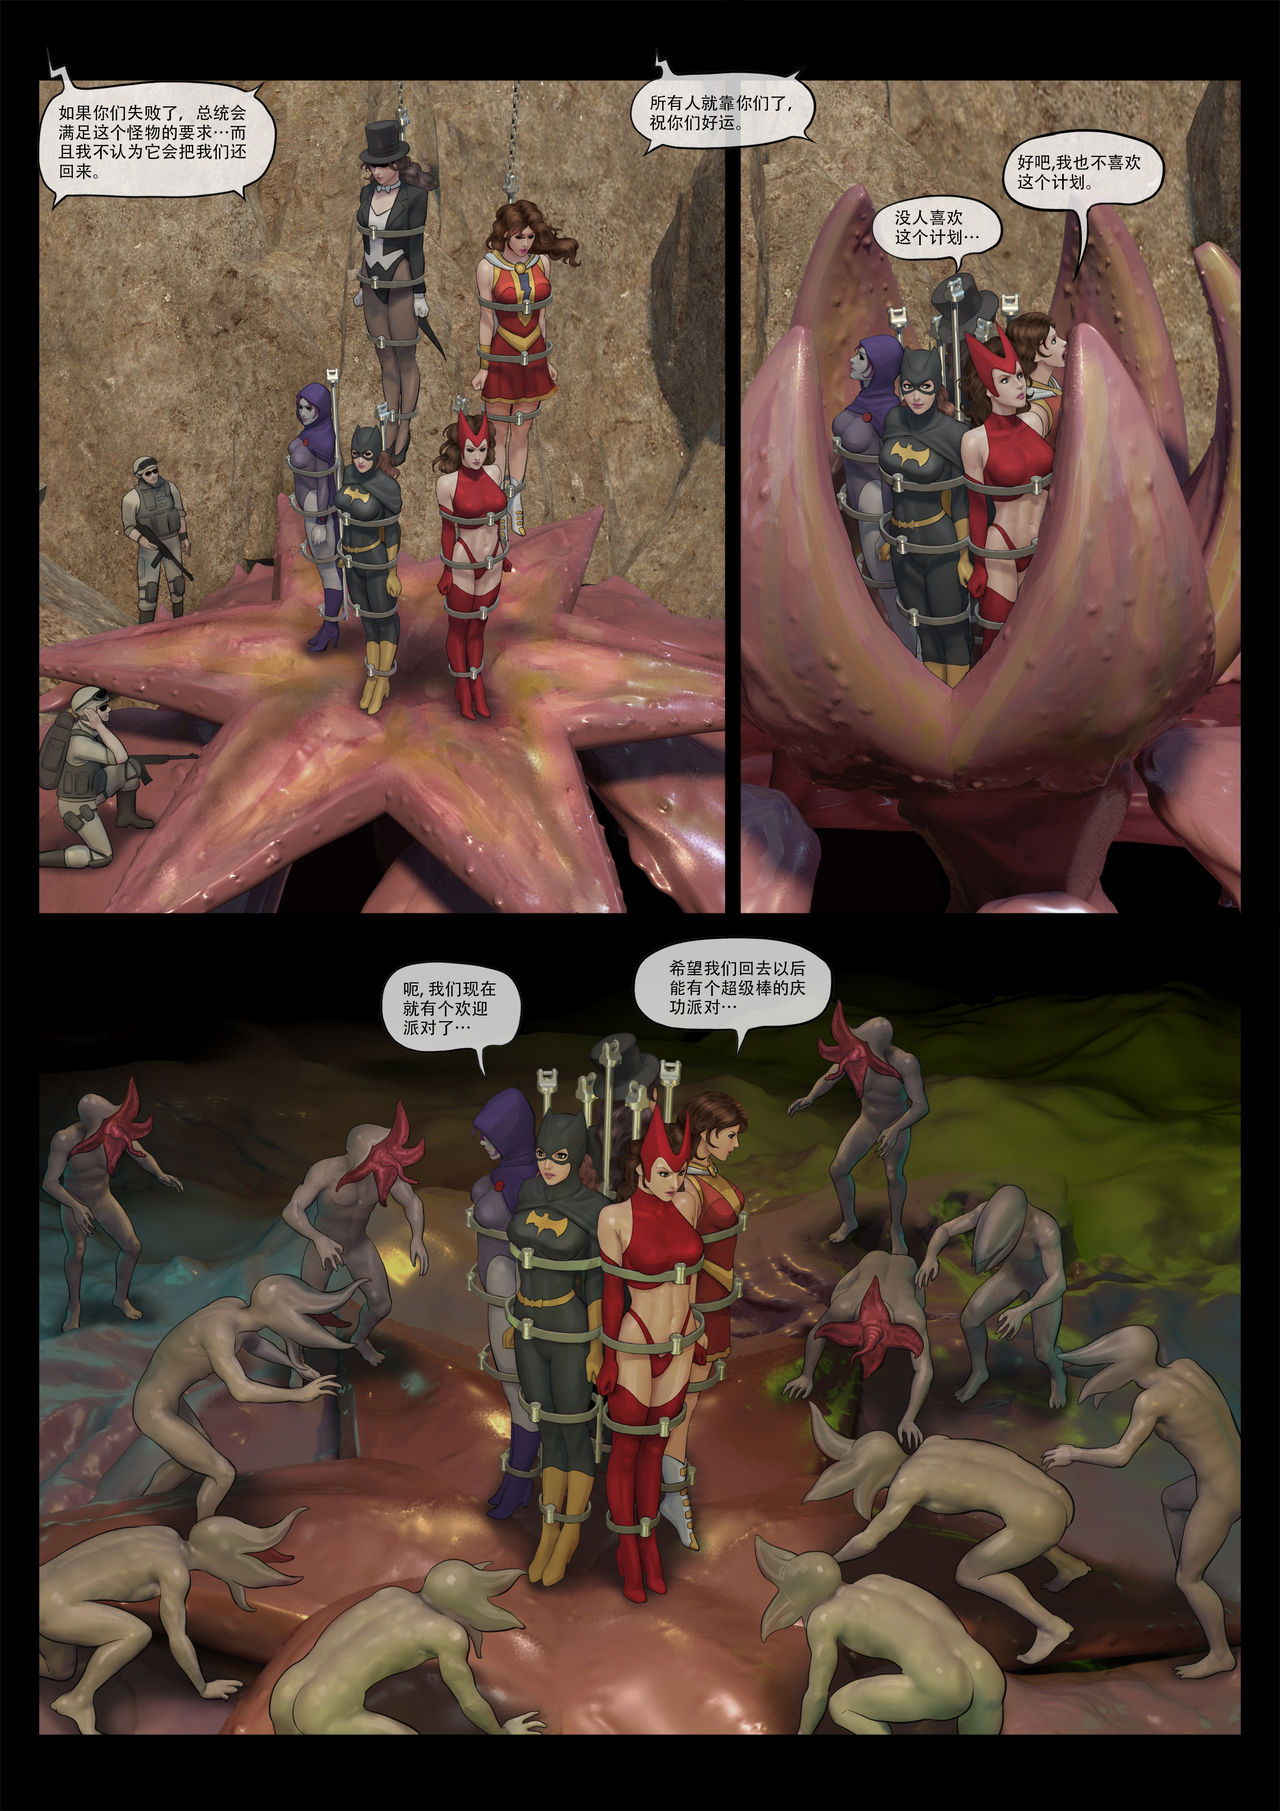 如果你们失败了，总统会
满足这个怪物的要求…而
且我不认为它会把我们还
回来。
所有人就靠你们了，
祝你们好运。
好吧,我也不喜欢
这个计划。
没人喜欢
这个计划…
呃,我们现在
就有个欢迎
派对了…
希望我们回去以后
能有个超级棒的庆
功派对…